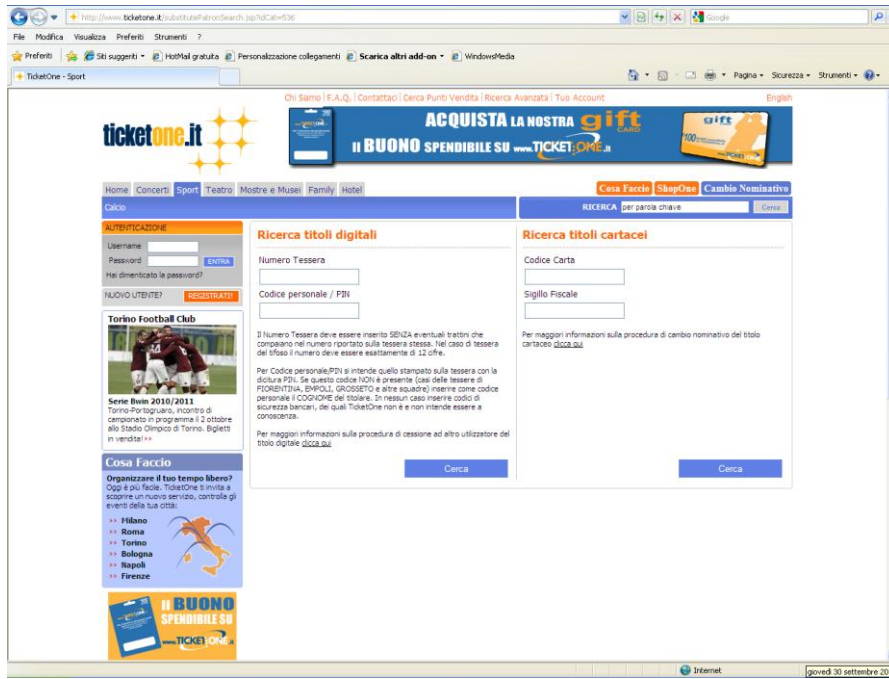 http://www.ticketone.it/substitutePatronSearch.jsp?idCat=536
Google
File Modifica Visualizza Preferiti Strumenti ?
Preferiti Siti suggeriti HotMail gratuita Personalizzazione collegamenti Scarica altri add-on WindowsMedia
TicketOne - Sport
Pagina Sicurezza Strumenti
Chi Siamo | F.A.Q. | Contattaci | Cerca Punti Vendita | Ricerca Avanzata | Tuo Account English
ticketone.it
ACQUISTA LA NOSTRA gift CARD
Il BUONO SPENDIBILE SU www.TICKETONE.it
gift
Home Concerti Sport Teatro Mostre e Musei Family Hotel
Cosa Faccio ShopOne Cambio Nominativo
Calcio
RICERCA per parola chiave Cerca
AUTENTICAZIONE
Username
Password ENTRA
Hai dimenticato la password?
NUOVO UTENTE? REGISTRATI!
Torino Football Club
Serie Bwin 2010/2011
Torino-Portogruaro, incontro di
campionato in programma il 2 ottobre
allo Stadio Olimpico di Torino. Biglietti
in vendita! >>
Cosa Faccio
Organizzare il tuo tempo libero?
Oggi è più facile. TicketOne ti invita a
scoprire un nuovo servizio, controlla gli
eventi della tua città:
>> Milano
>> Roma
>> Torino
>> Bologna
>> Napoli
>> Firenze
Il BUONO
SPENDIBILE SU
www.TICKETONE.it
Ricerca titoli digitali
Numero Tessera
Codice personale / PIN
Il Numero Tessera deve essere inserito SENZA eventuali trattini che
compaiano nel numero riportato sulla tessera stessa. Nel caso di tessera
del tifoso il numero deve essere esattamente di 12 cifre.
Per Codice personale/PIN si intende quello stampato sulla tessera con la
dicitura PIN. Se questo codice NON è presente (casi delle tessere di
FIORENTINA, EMPOLI, GROSSETO e altre squadre) inserire come codice
personale il COGNOME del titolare. In nessun caso inserire codici di
sicurezza bancari, dei quali TicketOne non è e non intende essere a
conoscenza.
Per maggiori informazioni sulla procedura di cessione ad altro utilizzatore del
titolo digitale clicca qui
Cerca
Ricerca titoli cartacei
Codice Carta
Sigillo Fiscale
Per maggiori informazioni sulla procedura di cambio nominativo del titolo
cartaceo clicca qui
Cerca
Internet
giovedì 30 settembre 20